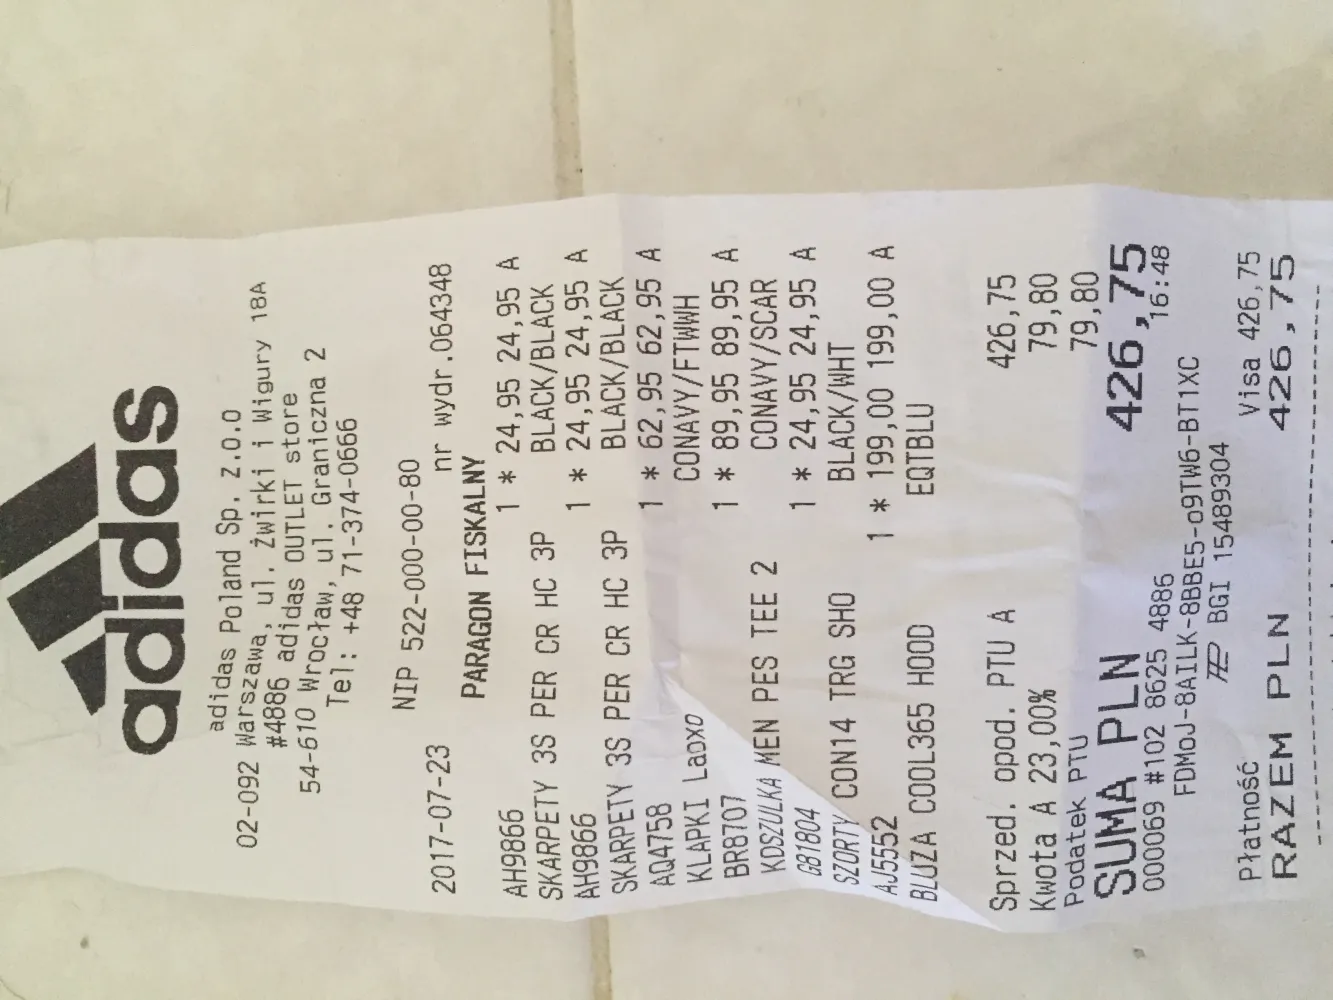 adidas
adidas Poland Sp. z.o.o
02-092 Warszawa, ul. Żwirki i Wigury 18A
#4886 adidas OUTLET store
54-610 Wrocław, ul. Graniczna 2
Tel: +48 71-374-0666
NIP 522-000-00-80
2017-07-23 nr wydr.064348
PARAGON FISKALNY
AH9866 1 * 24,95 24,95 A
SKARPETY 3S PER CR HC 3P BLACK/BLACK
AH9866 1 * 24,95 24,95 A
SKARPETY 3S PER CR HC 3P BLACK/BLACK
AQ4758 1 * 62,95 62,95 A
KLAPKI Laoxo CONAVY/FTWWH
BR8707 1 * 89,95 89,95 A
KOSZULKA MEN PES TEE 2 CONAVY/SCAR
G81804 1 * 24,95 24,95 A
SZORTY CON14 TRG SHO BLACK/WHT
AJ5552 1 * 199,00 199,00 A
BLUZA COOL365 HOOD EQTBLU
Sprzed. opod. PTU A 426,75
Kwota A 23,00% 79,80
Podatek PTU 79,80
SUMA PLN 426,75
000069 #102 8625 4886 16:48
FDMoJ-8AILK-8BBE5-o9TW6-BT1XC
BGI 15489304
Płatność Visa 426,75
RAZEM PLN 426,75